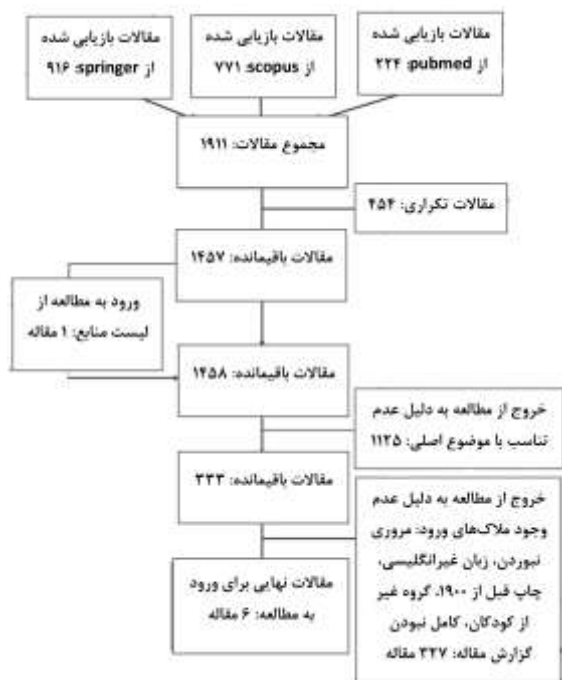 مقالات بازیابی شده
از pubmed: ۲۲۴
مقالات بازیابی شده
از scopus: ۷۷۱
مقالات بازیابی شده
از springer: ۹۱۶
مجموع مقالات: ۱۹۱۱
مقالات تکراری: ۴۵۴
مقالات باقیمانده: ۱۴۵۷
ورود به مطالعه از
لیست منابع: ۱ مقاله
مقالات باقیمانده: ۱۴۵۸
خروج از مطالعه به دلیل عدم
تناسب با موضوع اصلی: ۱۱۲۵
مقالات باقیمانده: ۳۳۳
خروج از مطالعه به دلیل عدم
وجود ملاک‌های ورود: مروری
نبوردن، زبان غیرانگلیسی،
چاپ قبل از ۱۹۰۰، گروه غیر
از کودکان، کامل نبودن
گزارش مقاله: ۳۲۷ مقاله
مقالات نهایی برای ورود
به مطالعه: ۶ مقاله